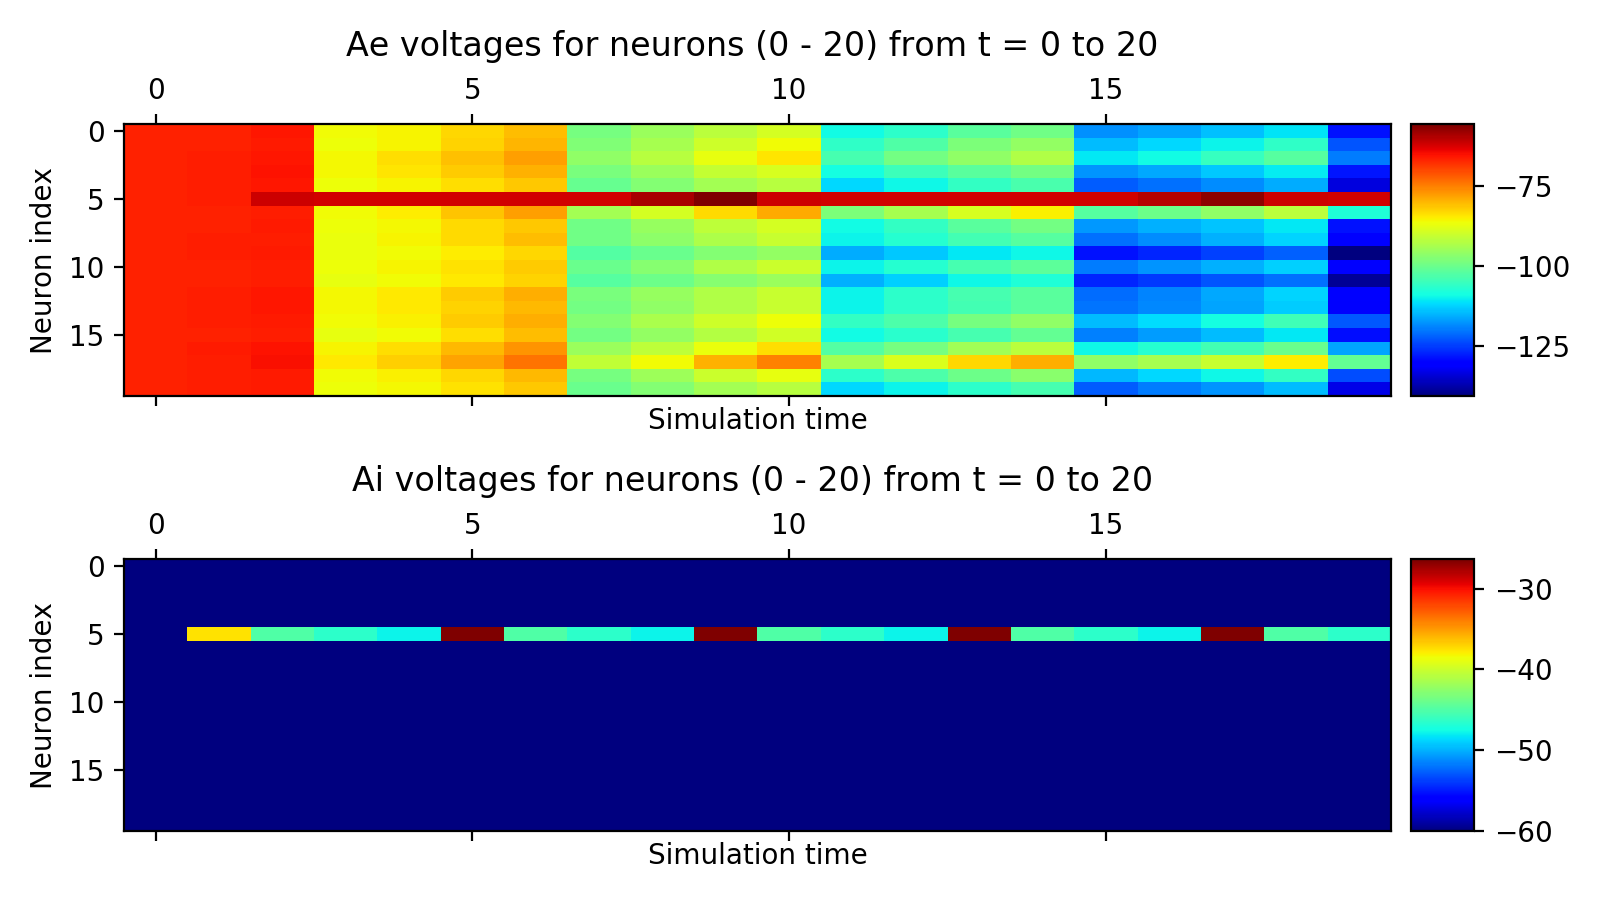 Ae voltages for neurons (0 - 20) from t = 0 to 20
0 5 10 15
Neuron index
0
5
10
15
Simulation time
−75
−100
−125
Ai voltages for neurons (0 - 20) from t = 0 to 20
0 5 10 15
Neuron index
0
5
10
15
Simulation time
−30
−40
−50
−60